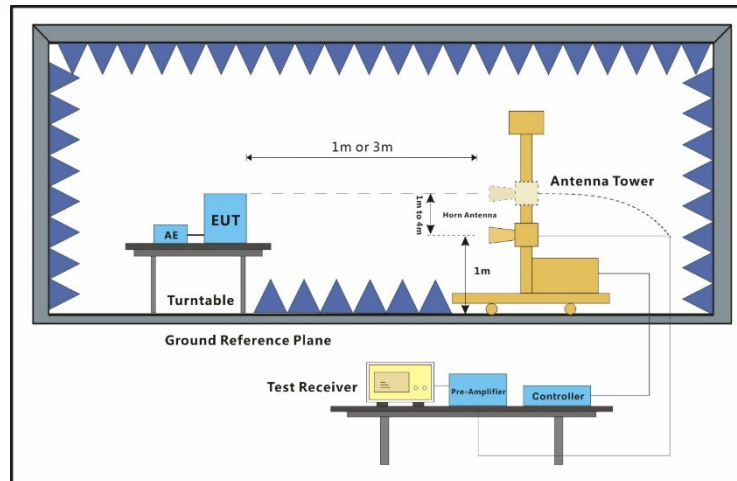 1m or 3m
Antenna Tower
1m to 4m
Horn Antenna
EUT
AE
1m
Turntable
Ground Reference Plane
Test Receiver
Pre-Amplifier
Controller